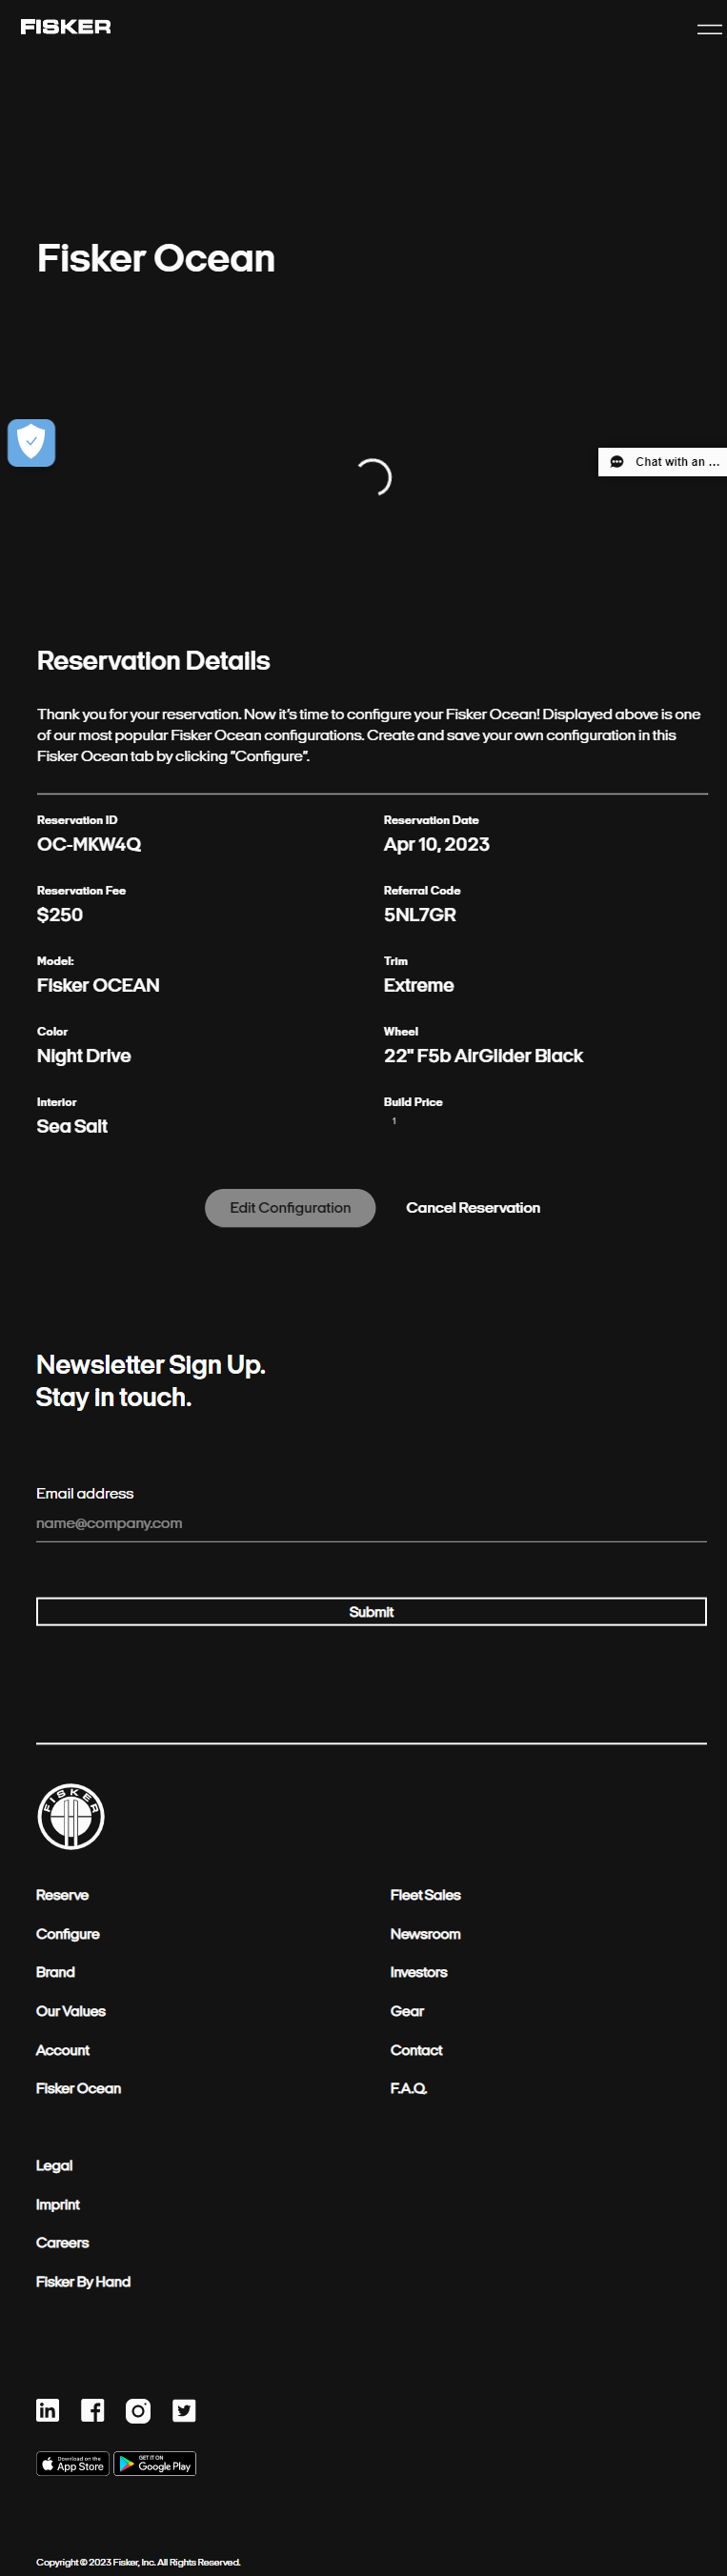 FISKER
Fisker Ocean
Chat with an ...
Reservation Details
Thank you for your reservation. Now it's time to configure your Fisker Ocean! Displayed above is one
of our most popular Fisker Ocean configurations. Create and save your own configuration in this
Fisker Ocean tab by clicking "Configure".
Reservation ID
OC-MKW4Q
Reservation Date
Apr 10, 2023
Reservation Fee
$250
Referral Code
5NL7GR
Model:
Fisker OCEAN
Trim
Extreme
Color
Night Drive
Wheel
22" F5b AirGlider Black
Interior
Sea Salt
Build Price
1
Edit Configuration
Cancel Reservation
Newsletter Sign Up.
Stay in touch.
Email address
name@company.com
Submit
FISKER
Reserve
Configure
Brand
Our Values
Account
Fisker Ocean
Fleet Sales
Newsroom
Investors
Gear
Contact
F.A.Q.
Legal
Imprint
Careers
Fisker By Hand
in
Download on the
App Store
GET IT ON
Google Play
Copyright © 2023 Fisker, Inc. All Rights Reserved.